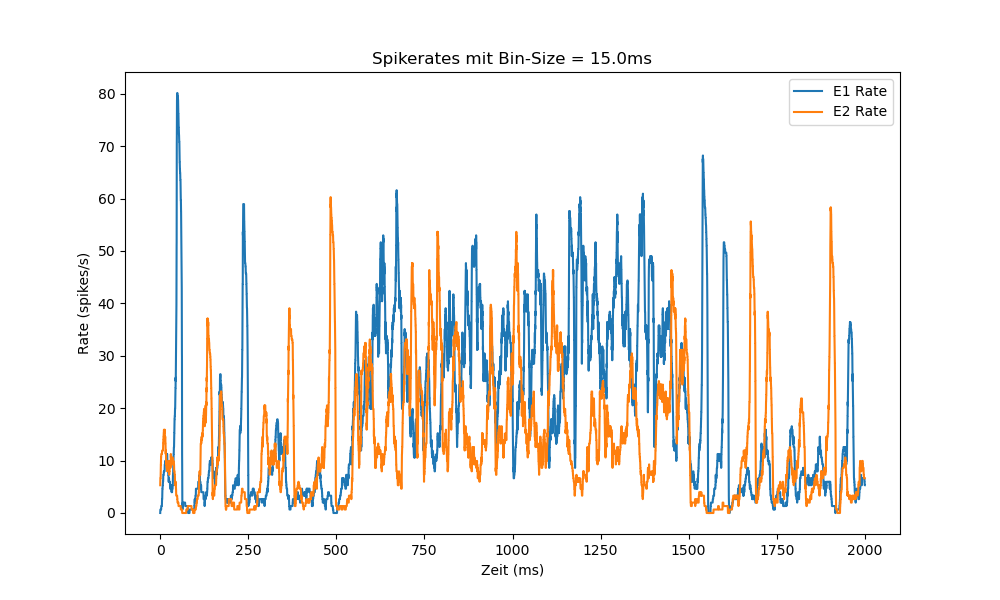 Spikerates mit Bin-Size = 15.0ms
E1 Rate
E2 Rate
80
70
60
50
40
30
20
10
0
Rate (spikes/s)
0 250 500 750 1000 1250 1500 1750 2000
Zeit (ms)